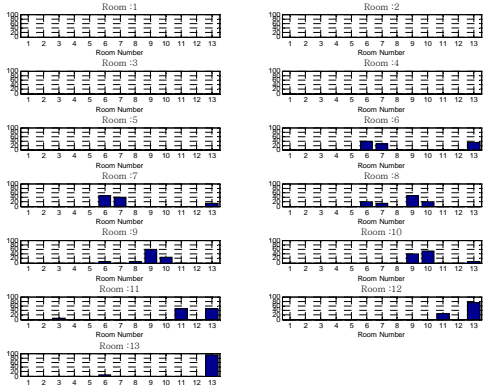 Room :1 Room :2
1 2 3 4 5 6 7 8 9 10 11 12 13 1 2 3 4 5 6 7 8 9 10 11 12 13
Room Number Room Number
Room :3 Room :4
1 2 3 4 5 6 7 8 9 10 11 12 13 1 2 3 4 5 6 7 8 9 10 11 12 13
Room Number Room Number
Room :5 Room :6
1 2 3 4 5 6 7 8 9 10 11 12 13 1 2 3 4 5 6 7 8 9 10 11 12 13
Room Number Room Number
Room :7 Room :8
1 2 3 4 5 6 7 8 9 10 11 12 13 1 2 3 4 5 6 7 8 9 10 11 12 13
Room Number Room Number
Room :9 Room :10
1 2 3 4 5 6 7 8 9 10 11 12 13 1 2 3 4 5 6 7 8 9 10 11 12 13
Room Number Room Number
Room :11 Room :12
1 2 3 4 5 6 7 8 9 10 11 12 13 1 2 3 4 5 6 7 8 9 10 11 12 13
Room Number Room Number
Room :13
1 2 3 4 5 6 7 8 9 10 11 12 13